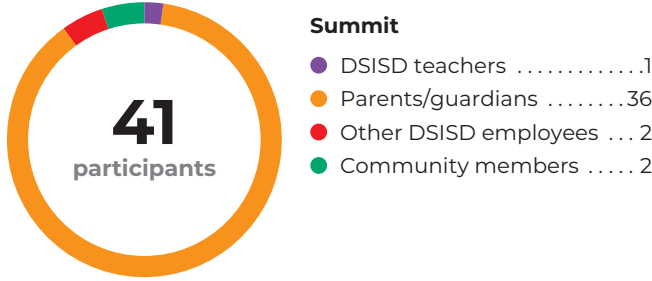 41
participants
Summit
DSISD teachers .............1
Parents/guardians ........36
Other DSISD employees ... 2
Community members ..... 2